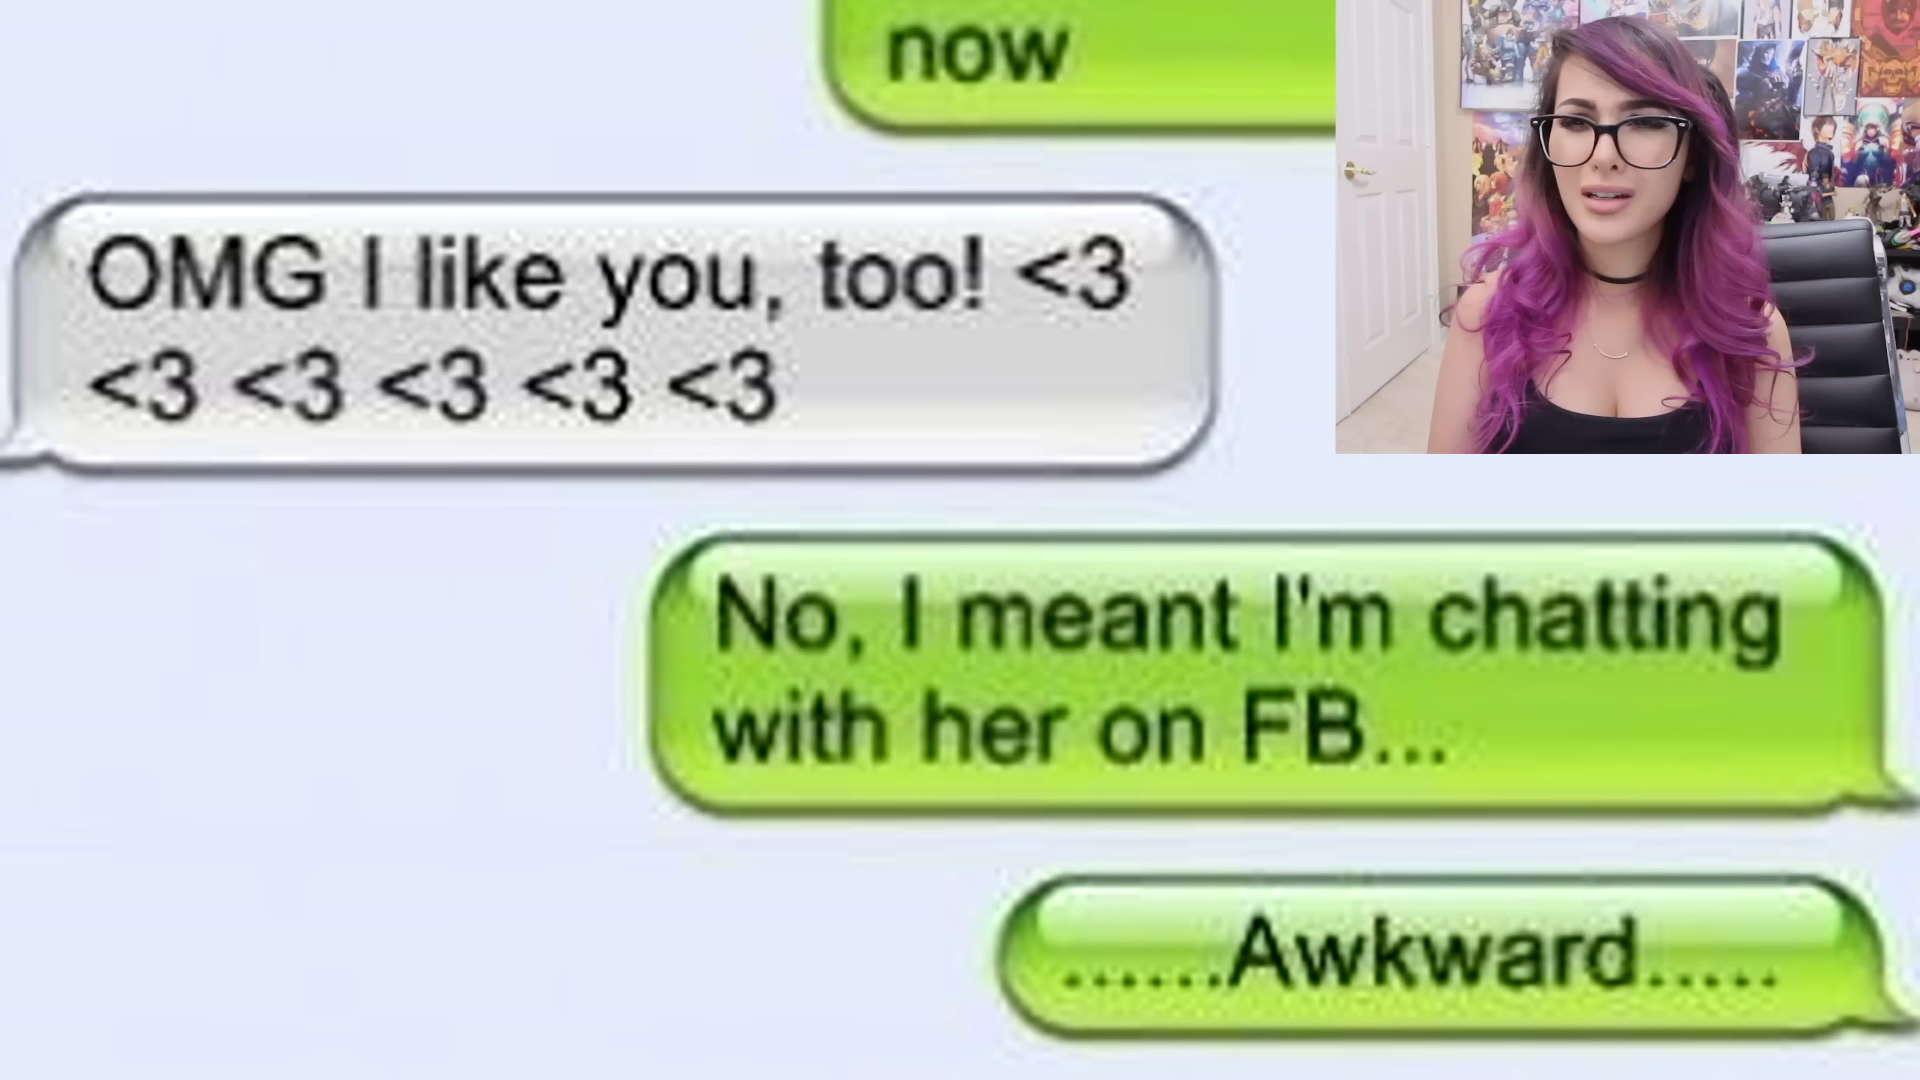 now
OMG I like you, too! <3
<3 <3 <3 <3 <3
No, I meant I'm chatting
with her on FB...
.......Awkward.....